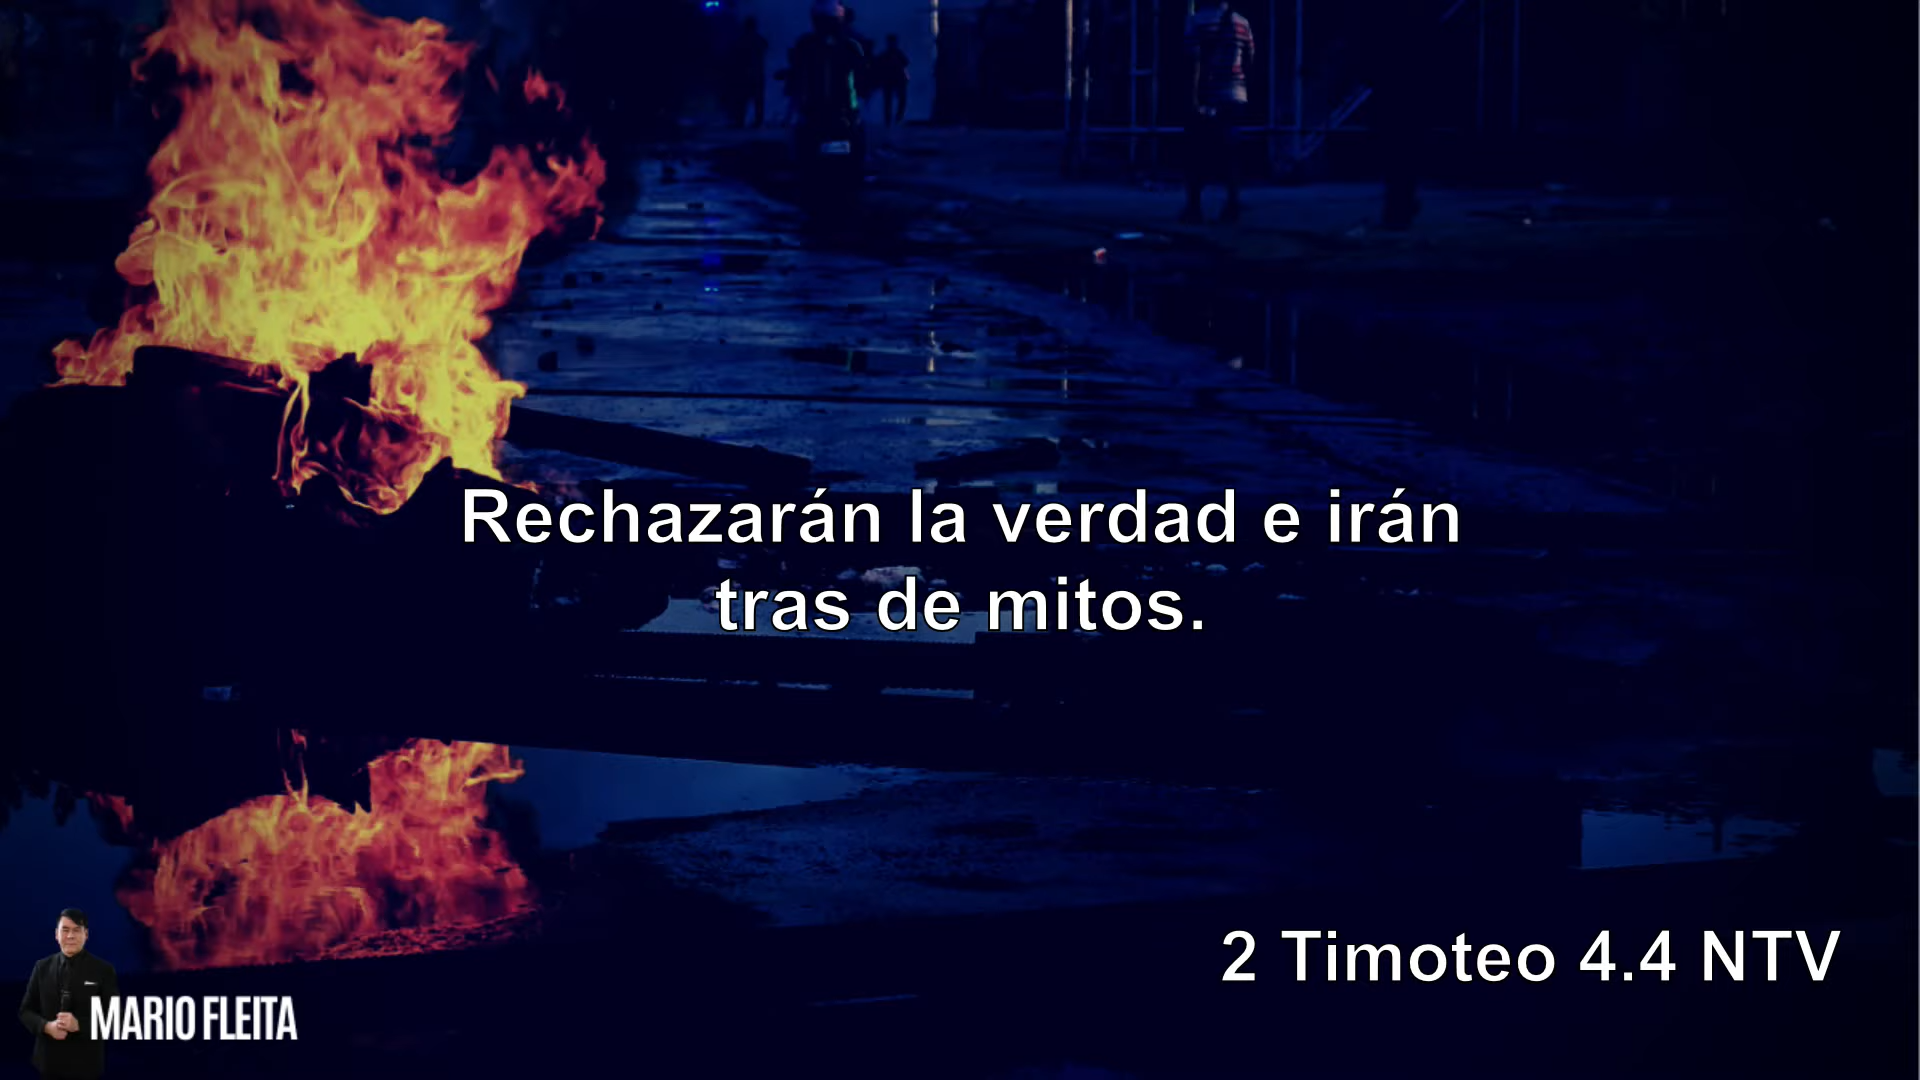 Rechazarán la verdad e irán
tras de mitos.
2 Timoteo 4.4 NTV
MARIO FLEITA